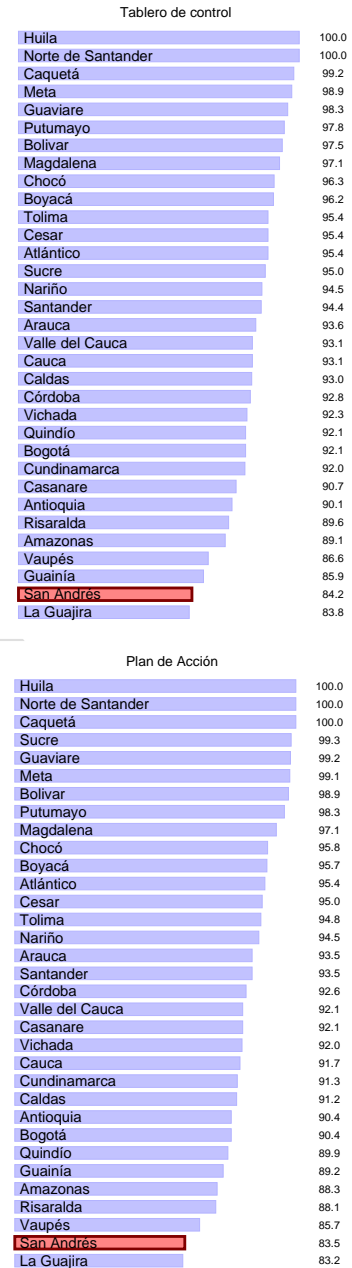 Tablero de control
Huila 100.0
Norte de Santander 100.0
Caquetá 99.2
Meta 98.9
Guaviare 98.3
Putumayo 97.8
Bolivar 97.5
Magdalena 97.1
Chocó 96.3
Boyacá 96.2
Tolima 95.4
Cesar 95.4
Atlántico 95.4
Sucre 95.0
Nariño 94.5
Santander 94.4
Arauca 93.6
Valle del Cauca 93.1
Cauca 93.1
Caldas 93.0
Córdoba 92.8
Vichada 92.3
Quindío 92.1
Bogotá 92.1
Cundinamarca 92.0
Casanare 90.7
Antioquia 90.1
Risaralda 89.6
Amazonas 89.1
Vaupés 86.6
Guainía 85.9
San Andrés 84.2
La Guajira 83.8
Plan de Acción
Huila 100.0
Norte de Santander 100.0
Caquetá 100.0
Sucre 99.3
Guaviare 99.2
Meta 99.1
Bolivar 98.9
Putumayo 98.3
Magdalena 97.1
Chocó 95.8
Boyacá 95.7
Atlántico 95.4
Cesar 95.0
Tolima 94.8
Nariño 94.5
Arauca 93.5
Santander 93.5
Córdoba 92.6
Valle del Cauca 92.1
Casanare 92.1
Vichada 92.0
Cauca 91.7
Cundinamarca 91.3
Caldas 91.2
Antioquia 90.4
Bogotá 90.4
Quindío 89.9
Guainía 89.2
Amazonas 88.3
Risaralda 88.1
Vaupés 85.7
San Andrés 83.5
La Guajira 83.2